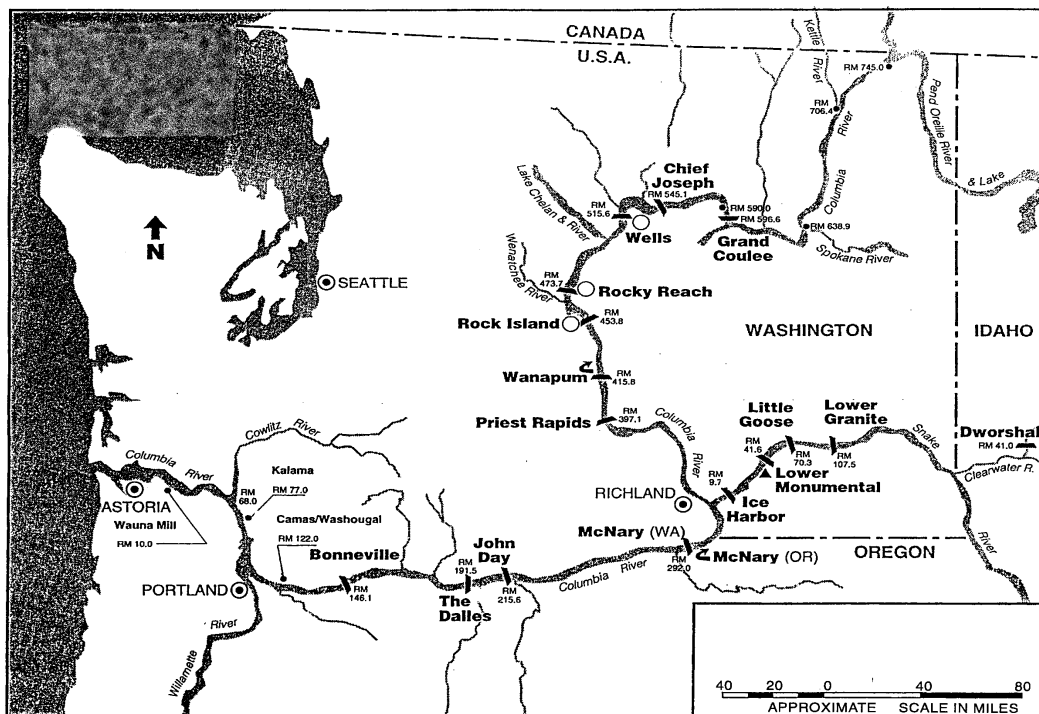 CANADA
U.S.A.
Kettle
River
RM 745.0
RM
706.4
River
Pend Oreille River
& Lake
Columbia
Chief
Joseph
RM 545.1
RM 590.0
RM 596.6
RM 638.9
Lake Chelan & River
RM
515.6
Wells
Grand
Coulee
Spokane River
N
SEATTLE
Wenatchee
River
RM
473.7
Rocky Reach
Rock Island
RM
453.8
WASHINGTON
IDAHO
Wanapum
RM
415.8
Priest Rapids
RM
397.1
Columbia
River
Little
Goose
Lower
Granite
Snake
River
Dworshal
RM 41.0
Clearwater R.
RM
41.6
RM
70.3
RM
107.5
Lower
Monumental
RM
9.7
Ice
Harbor
RICHLAND
Cowlitz
River
Columbia
River
Kalama
RM
68.0
RM 77.0
ASTORIA
Wauna Mill
RM 10.0
Camas/Washougal
RM 122.0
Bonneville
RM
146.1
John
Day
RM
191.5
RM
215.6
The
Dalles
McNary (WA)
RM
292.0
McNary (OR)
OREGON
Columbia
River
PORTLAND
River
Willamette
40 20 0 40 80
APPROXIMATE SCALE IN MILES